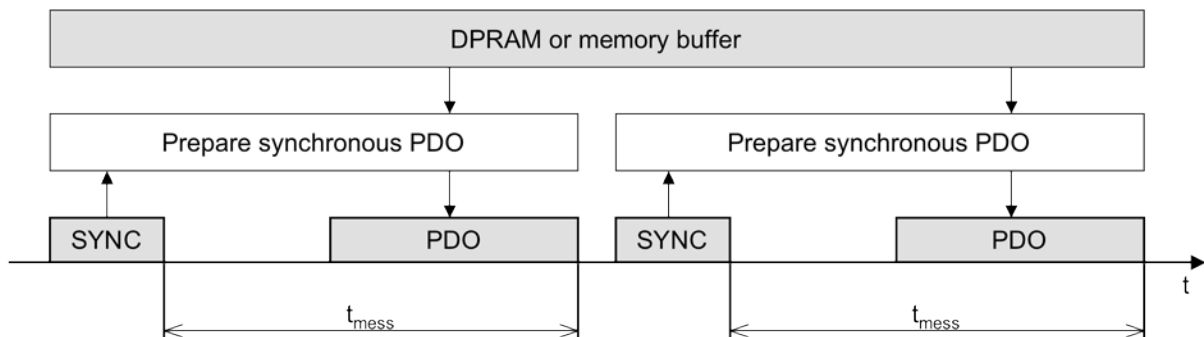 DPRAM or memory buffer
Prepare synchronous PDO Prepare synchronous PDO
SYNC PDO SYNC PDO
t
tmess tmess